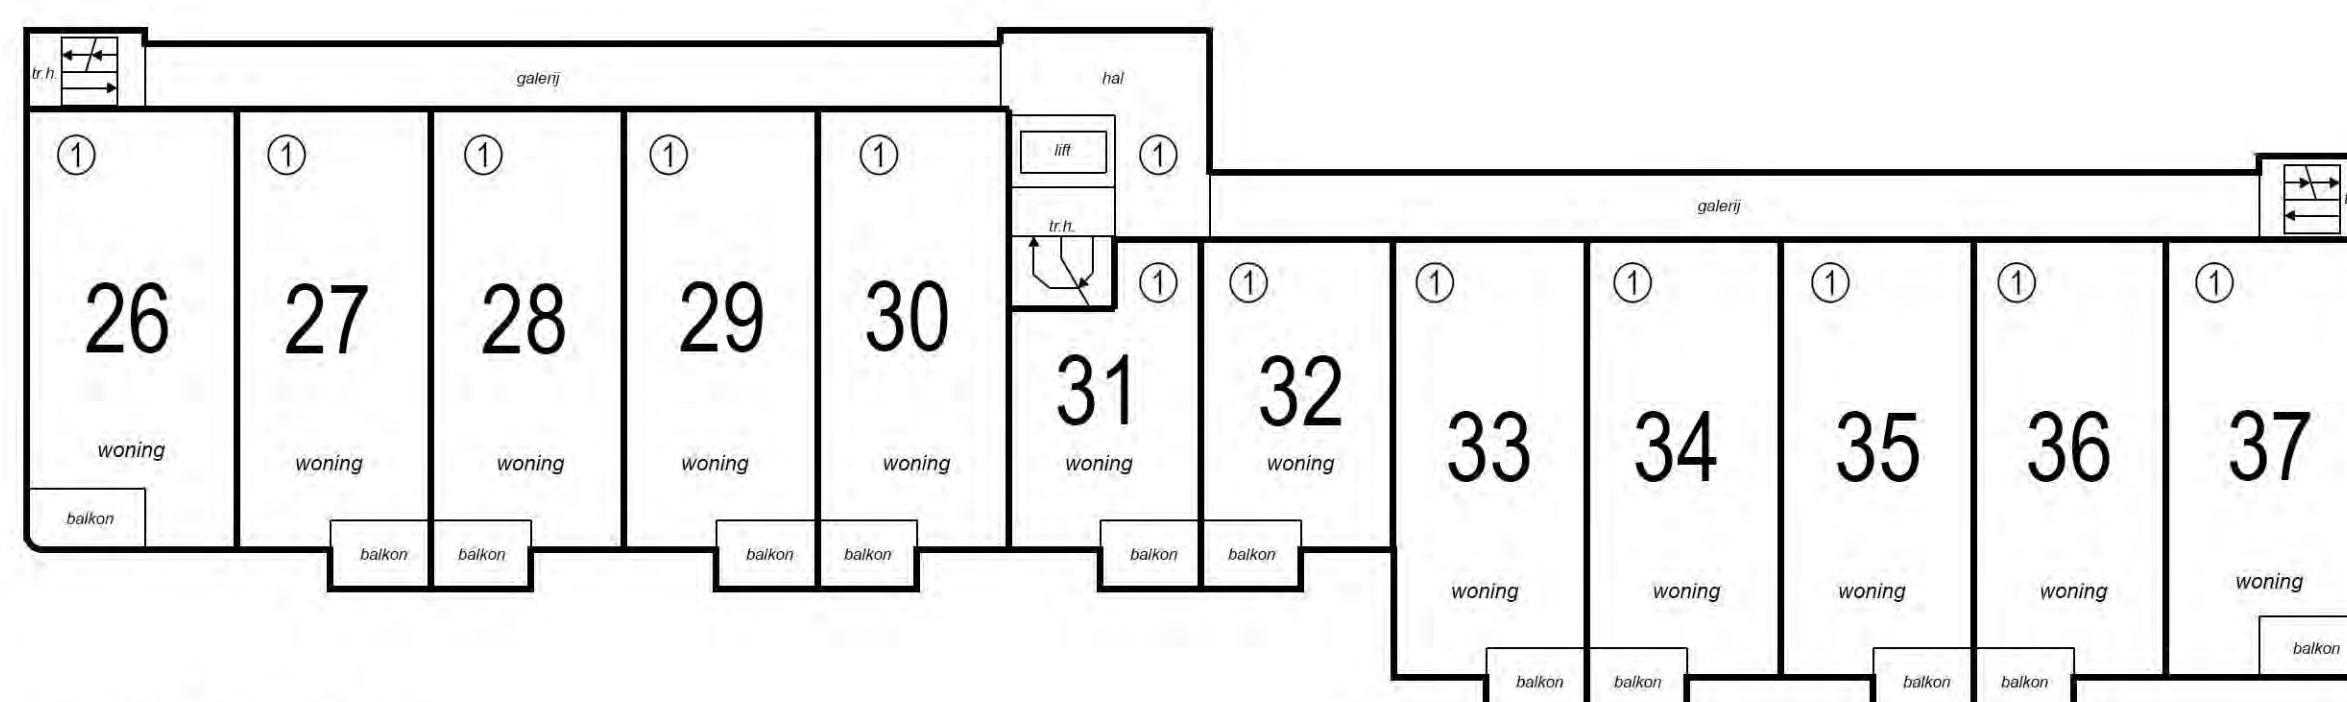 tr.h.
galerij
hal
1
1
1
1
1
lift
1
galerij
tr.h.
26
27
28
29
30
1
1
1
1
1
1
1
31
32
33
34
35
36
37
woning
woning
woning
woning
woning
woning
woning
woning
woning
woning
woning
woning
balkon
balkon
balkon
balkon
balkon
balkon
balkon
balkon
balkon
balkon
balkon
balkon